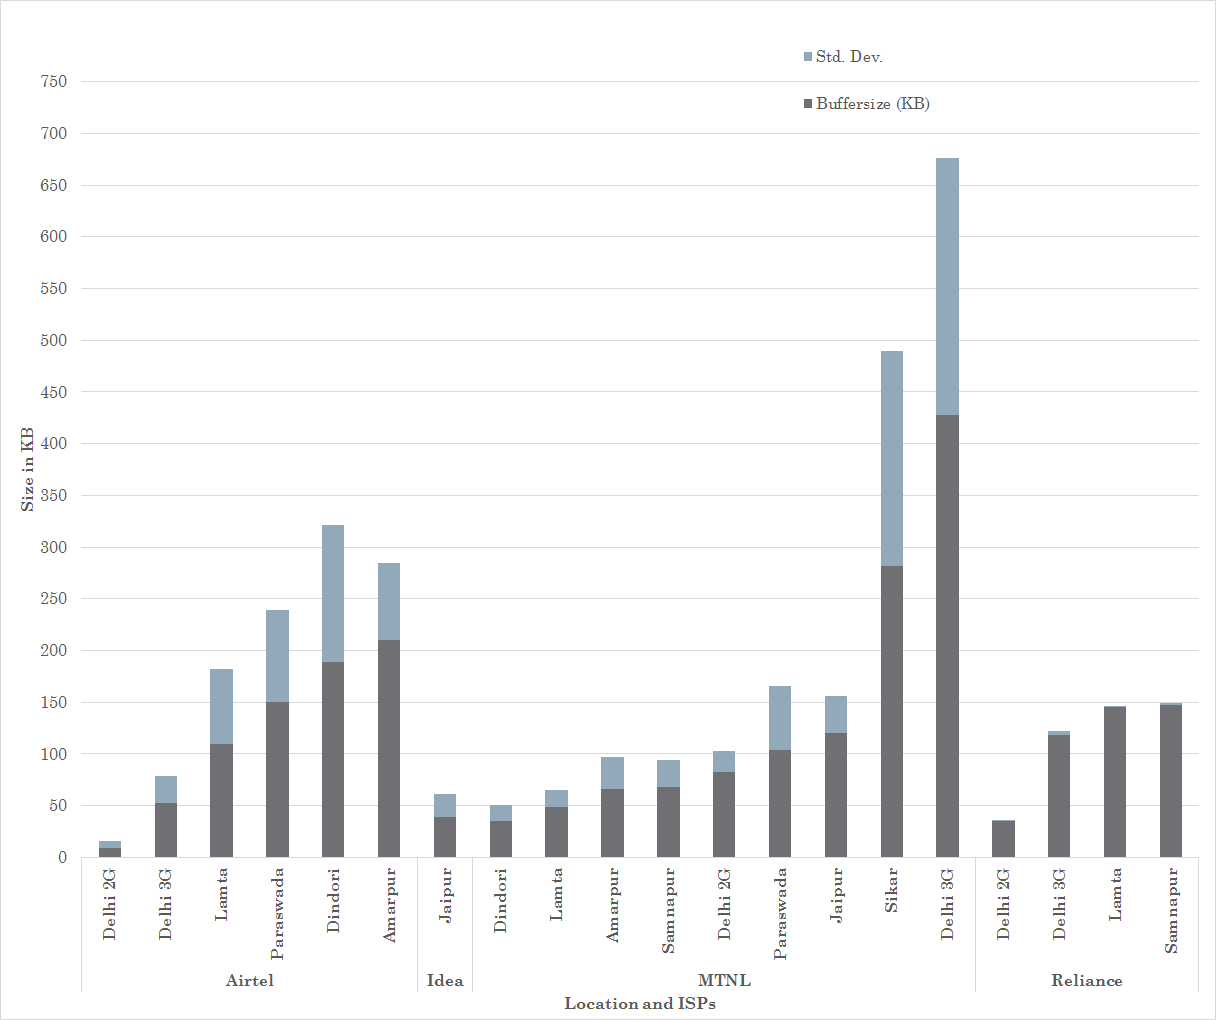 Std. Dev.
Buffersize (KB)
750
700
650
600
550
500
450
400
350
300
250
200
150
100
50
0
Size in KB
Delhi 2G
Delhi 3G
Lamta
Paraswada
Dindori
Amarpur
Jaipur
Dindori
Lamta
Amarpur
Samnapur
Delhi 2G
Paraswada
Jaipur
Sikar
Delhi 3G
Delhi 2G
Delhi 3G
Lamta
Samnapur
Airtel
Idea
MTNL
Reliance
Location and ISPs